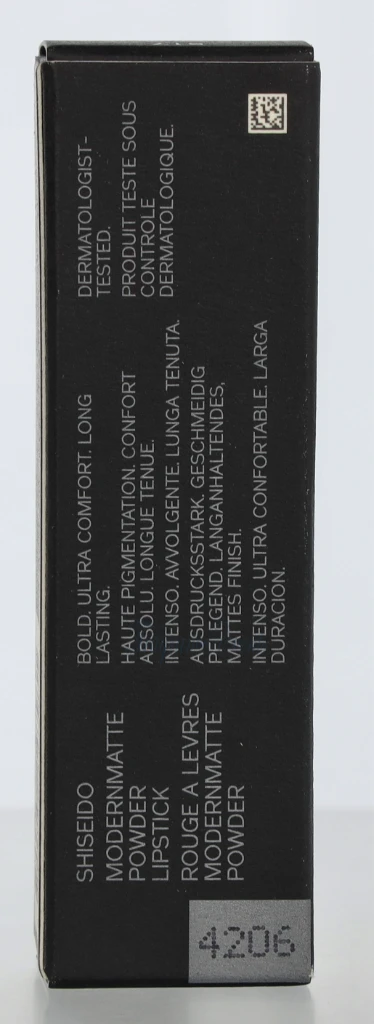 SHISEIDO
MODERNMATTE
POWDER
LIPSTICK
ROUGE A LEVRES
MODERNMATTE
POWDER
BOLD. ULTRA COMFORT. LONG
LASTING.
HAUTE PIGMENTATION. CONFORT
ABSOLU. LONGUE TENUE.
INTENSO. AVVOLGENTE. LUNGA TENUTA.
AUSDRUCKSSTARK. GESCHMEIDIG
PFLEGEND. LANGANHALTENDES,
MATTES FINISH.
INTENSO. ULTRA CONFORTABLE. LARGA
DURACION.
DERMATOLOGIST-
TESTED.
PRODUIT TESTE SOUS
CONTROLE
DERMATOLOGIQUE.
4206